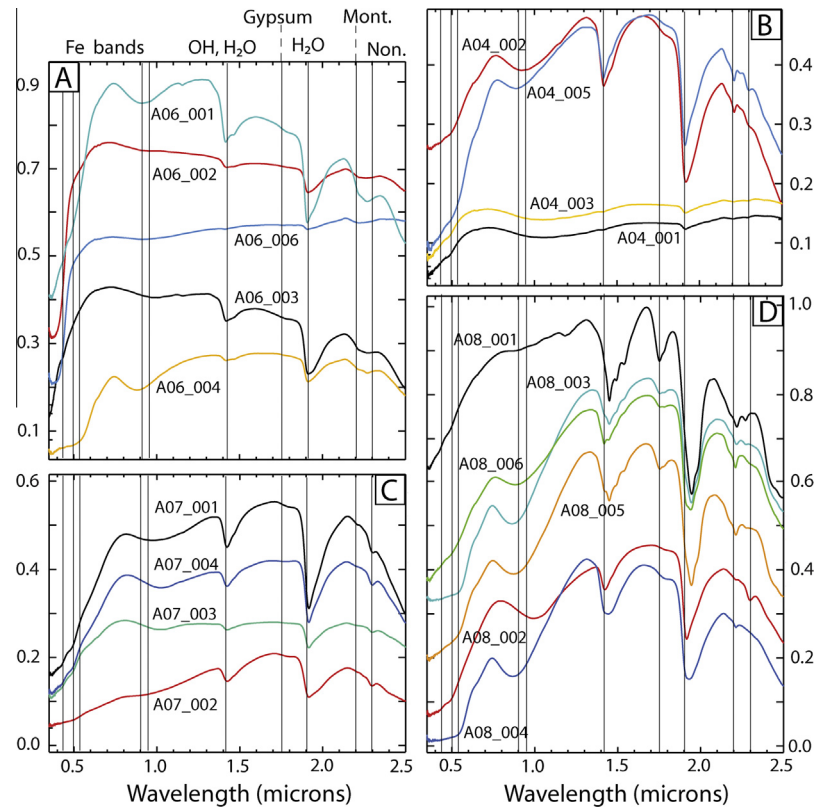 Gypsum Mont.
Fe bands OH, H₂O H₂O Non.
A
0.9
0.7
0.5
0.3
0.1
A06_001
A06_002
A06_006
A06_003
A06_004
B
0.4
0.3
0.2
0.1
A04_002
A04_005
A04_003
A04_001
C
0.6
0.4
0.2
0.0
A07_001
A07_004
A07_003
A07_002
0.5 1.0 1.5 2.0 2.5
Wavelength (microns)
D
1.0
0.8
0.6
0.4
0.2
0.0
A08_001
A08_003
A08_006
A08_005
A08_002
A08_004
0.5 1.0 1.5 2.0 2.5
Wavelength (microns)